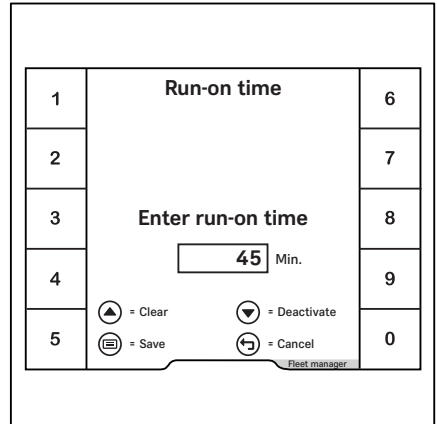 Run-on time
1
6
2
7
3
Enter run-on time
8
45 Min.
4
9
= Clear
= Deactivate
5
= Save
= Cancel
0
Fleet manager